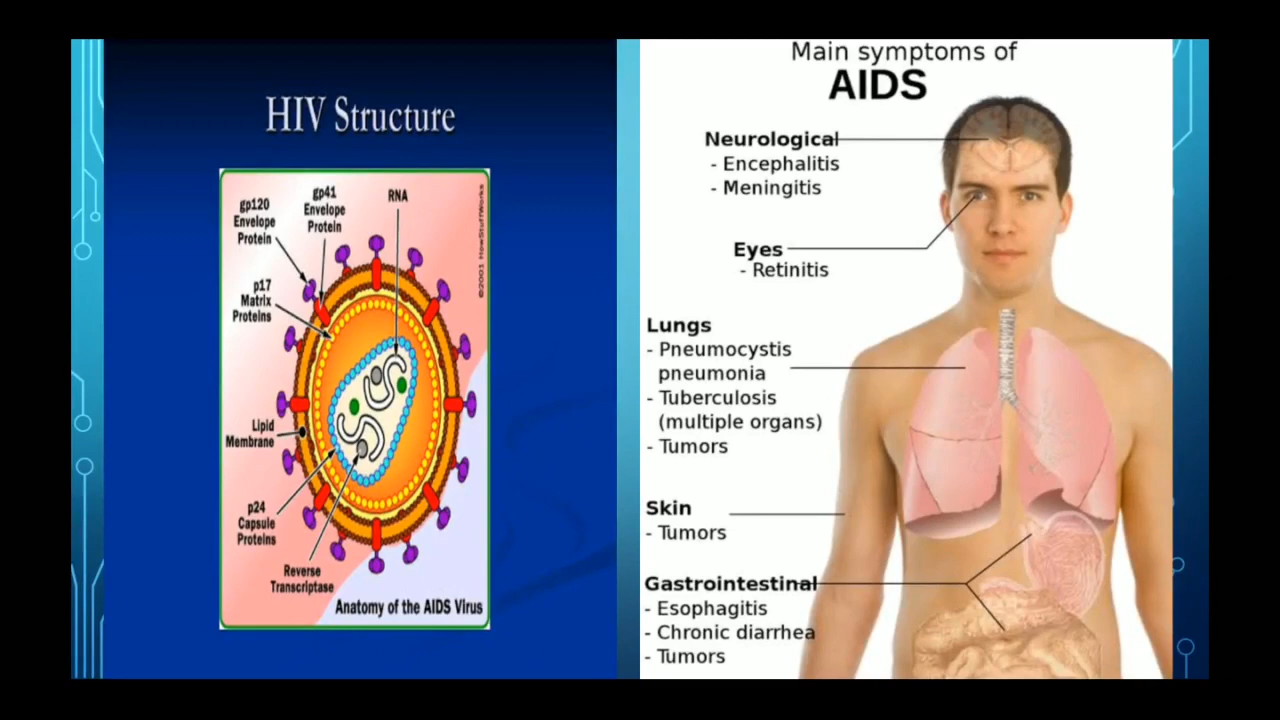 HIV Structure
gp120
Envelope
Protein
gp41
Envelope
Protein
RNA
©2001 HowStuffWorks
p17
Matrix
Proteins
Lipid
Membrane
p24
Capsule
Proteins
Reverse
Transcriptase
Anatomy of the AIDS Virus
Main symptoms of
AIDS
Neurological
- Encephalitis
- Meningitis
Eyes
- Retinitis
Lungs
- Pneumocystis
pneumonia
- Tuberculosis
(multiple organs)
- Tumors
Skin
- Tumors
Gastrointestinal
- Esophagitis
- Chronic diarrhea
- Tumors